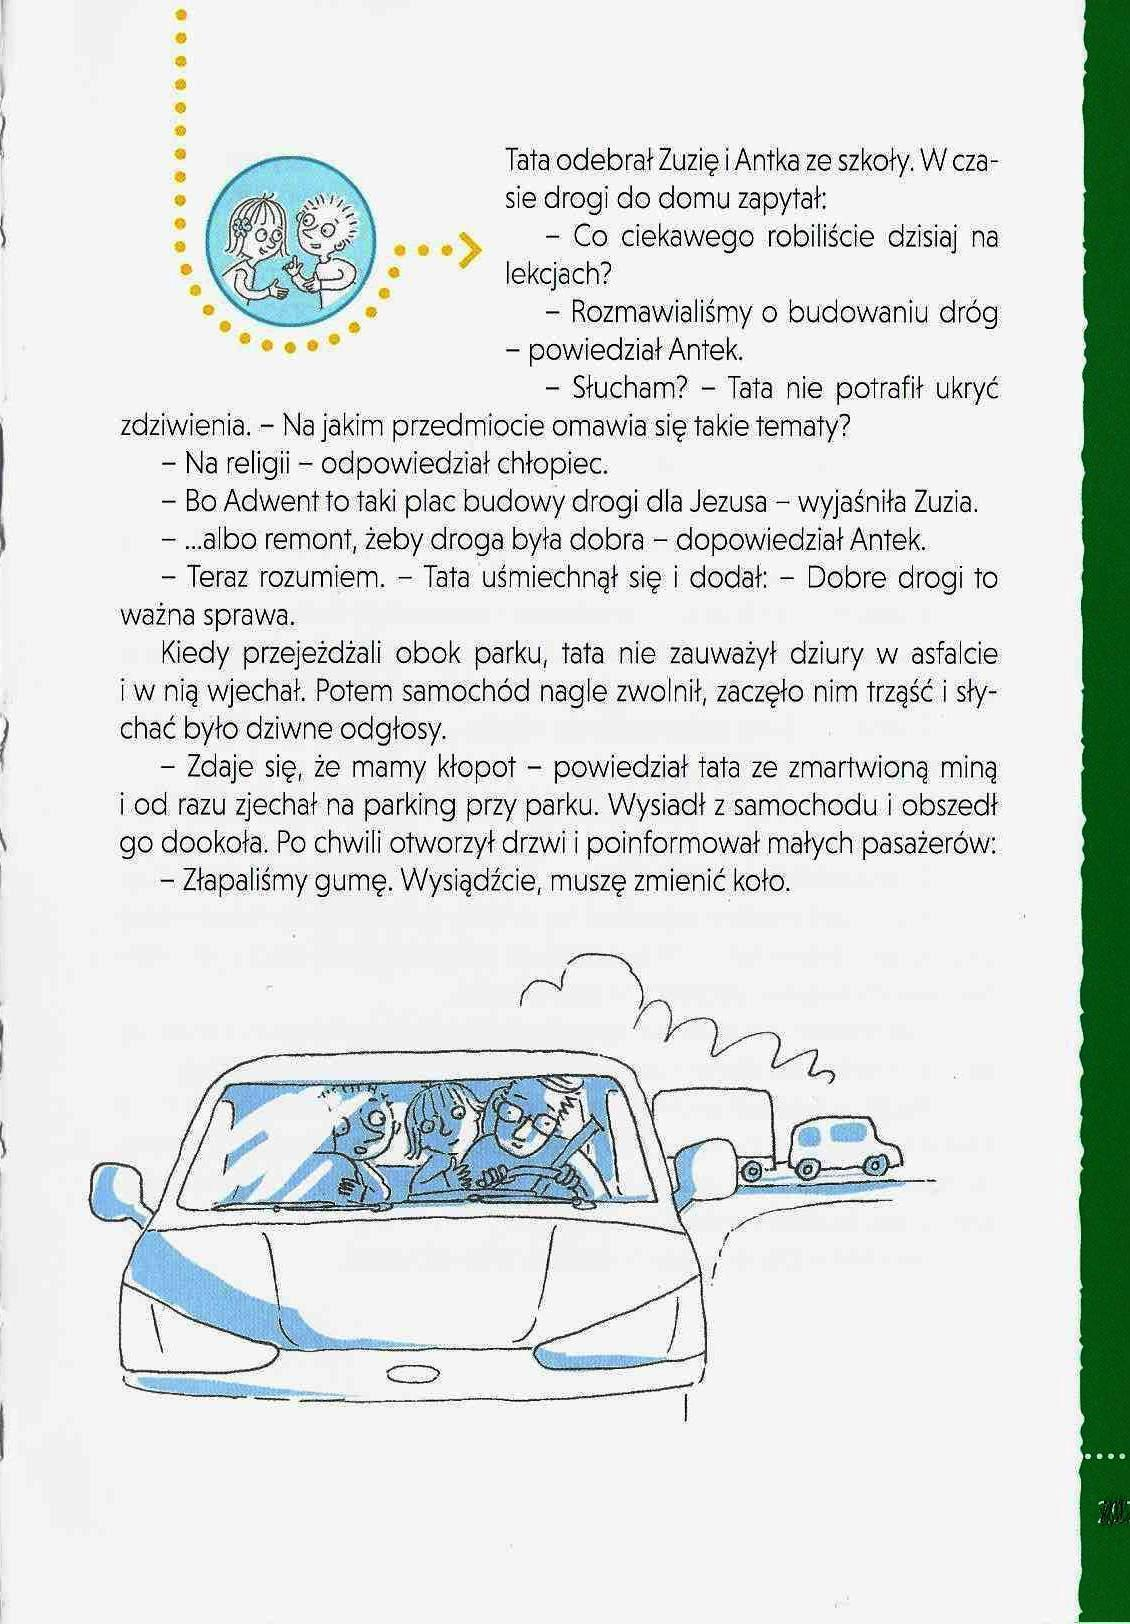 Tata odebrał Zuzię i Antka ze szkoły. W cza-
sie drogi do domu zapytał:
– Co ciekawego robiliście dzisiaj na
lekcjach?
– Rozmawialiśmy o budowaniu dróg
– powiedział Antek.
– Słucham? – Tata nie potrafił ukryć
zdziwienia. – Na jakim przedmiocie omawia się takie tematy?
– Na religii – odpowiedział chłopiec.
– Bo Adwent to taki plac budowy drogi dla Jezusa – wyjaśniła Zuzia.
– ...albo remont, żeby droga była dobra – dopowiedział Antek.
– Teraz rozumiem. – Tata uśmiechnął się i dodał: – Dobre drogi to
ważna sprawa.
Kiedy przejeżdżali obok parku, tata nie zauważył dziury w asfalcie
i w nią wjechał. Potem samochód nagle zwolnił, zaczęło nim trząść i sły-
chać było dziwne odgłosy.
– Zdaje się, że mamy kłopot – powiedział tata ze zmartwioną miną
i od razu zjechał na parking przy parku. Wysiadł z samochodu i obszedł
go dookoła. Po chwili otworzył drzwi i poinformował małych pasażerów:
– Złapaliśmy gumę. Wysiądźcie, muszę zmienić koło.